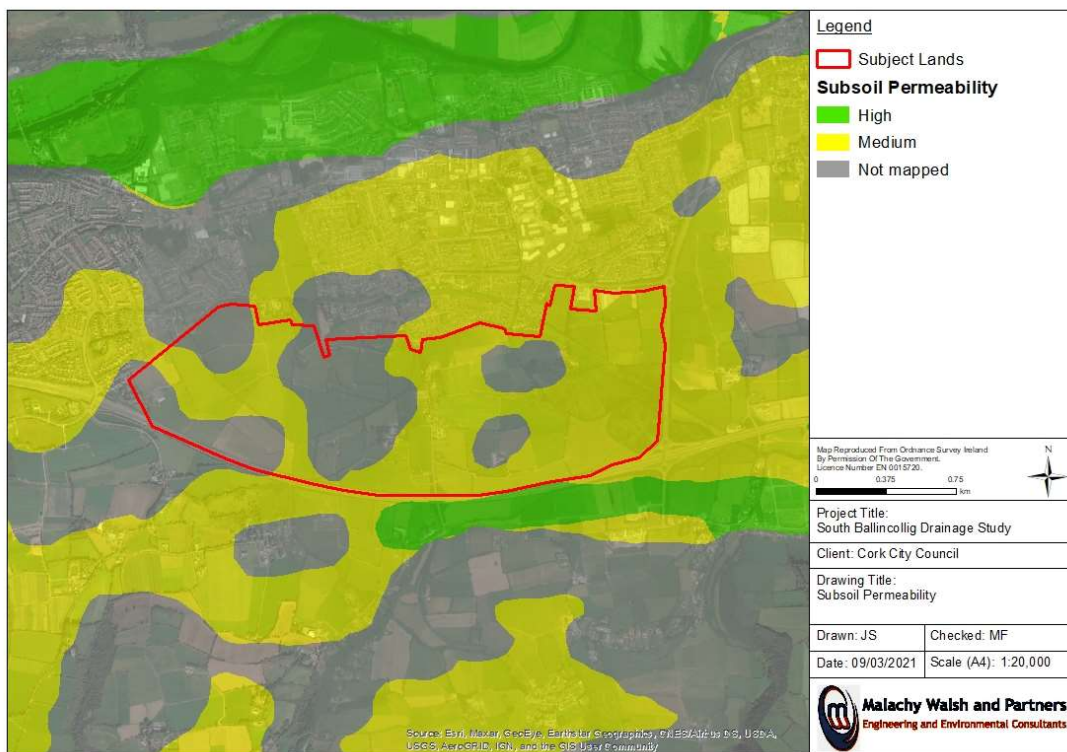 Legend
Subject Lands
Subsoil Permeability
High
Medium
Not mapped
Map Reproduced From Ordnance Survey Ireland
By Permission Of The Government.
Licence Number EN 0015720.
N
0 0.375 0.75
km
Project Title:
South Ballincollig Drainage Study
Client: Cork City Council
Drawing Title:
Subsoil Permeability
Drawn: JS Checked: MF
Date: 09/03/2021 Scale (A4): 1:20,000
Malachy Walsh and Partners
Engineering and Environmental Consultants
Source: Esri, Maxar, GeoEye, Earthstar Geographics, CNES/Airbus DS, USDA,
USGS, AeroGRID, IGN, and the GIS User Community